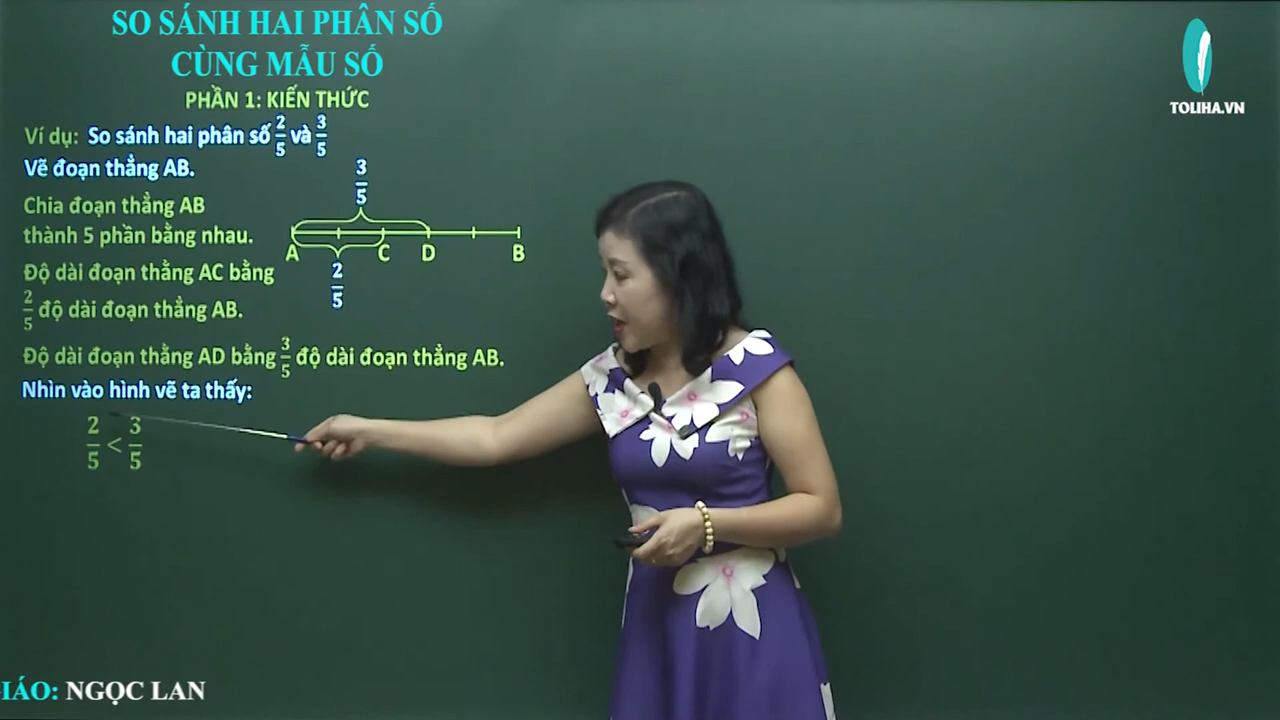 SO SÁNH HAI PHÂN SỐ
CÙNG MẪU SỐ
PHẦN 1: KIẾN THỨC
Ví dụ: So sánh hai phân số 2/5 và 3/5
Vẽ đoạn thẳng AB.
Chia đoạn thẳng AB
thành 5 phần bằng nhau.
3/5
A C D B
2/5
Độ dài đoạn thẳng AC bằng
2/5 độ dài đoạn thẳng AB.
Độ dài đoạn thẳng AD bằng 3/5 độ dài đoạn thẳng AB.
Nhìn vào hình vẽ ta thấy:
2/5 < 3/5
TOLIHA.VN
IÁO: NGỌC LAN